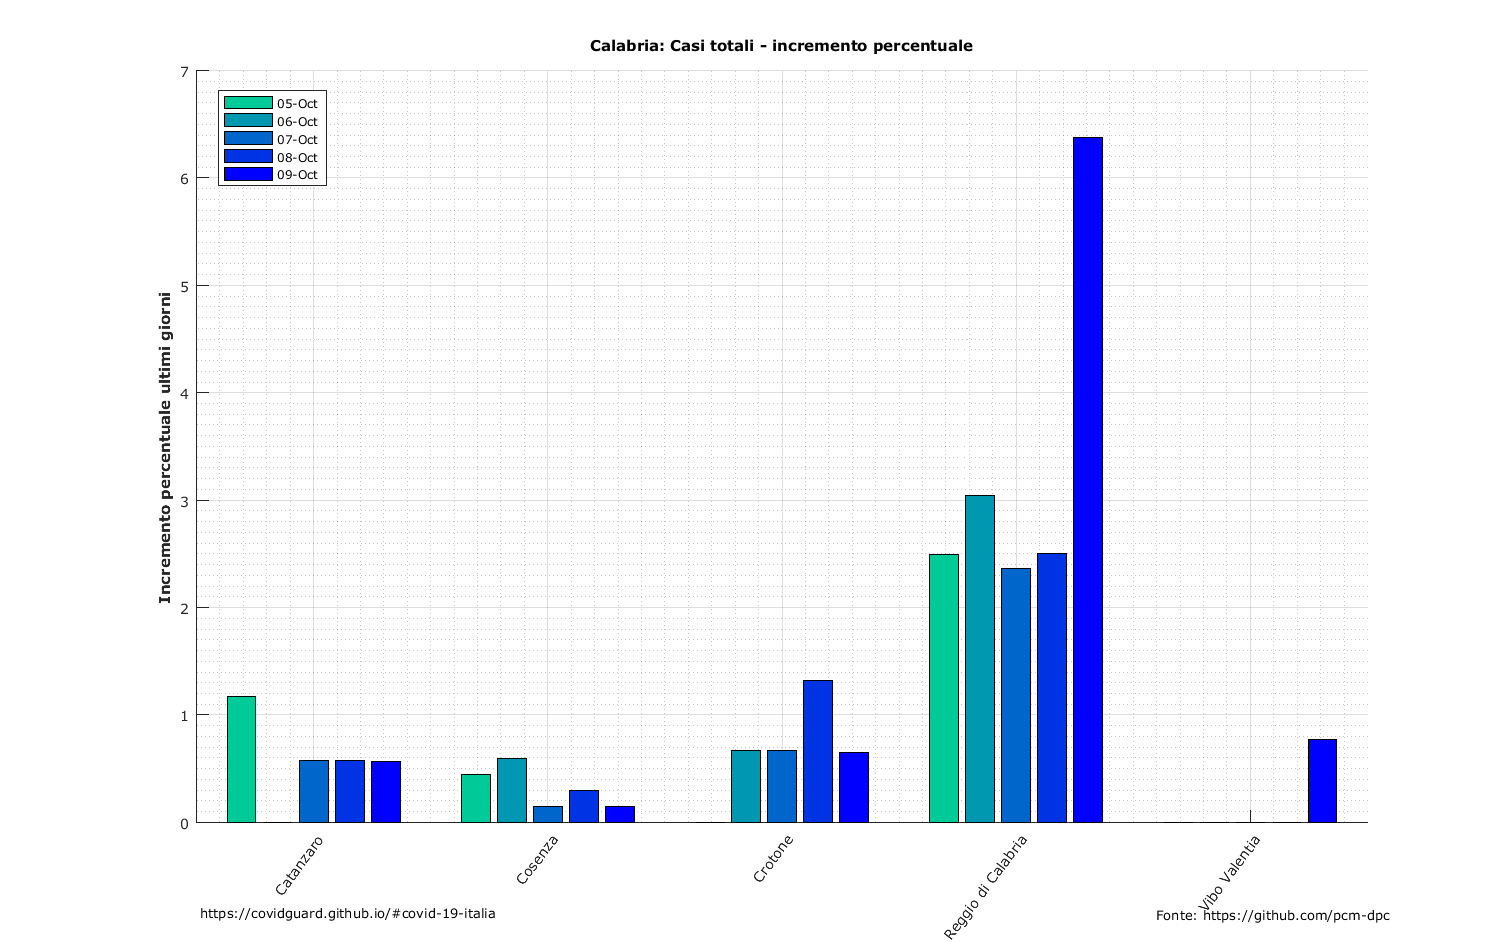 Calabria: Casi totali - incremento percentuale
Incremento percentuale ultimi giorni
7
6
5
4
3
2
1
0
05-Oct
06-Oct
07-Oct
08-Oct
09-Oct
Catanzaro
Cosenza
Crotone
Reggio di Calabria
Vibo Valentia
https://covidguard.github.io/#covid-19-italia
Fonte: https://github.com/pcm-dpc